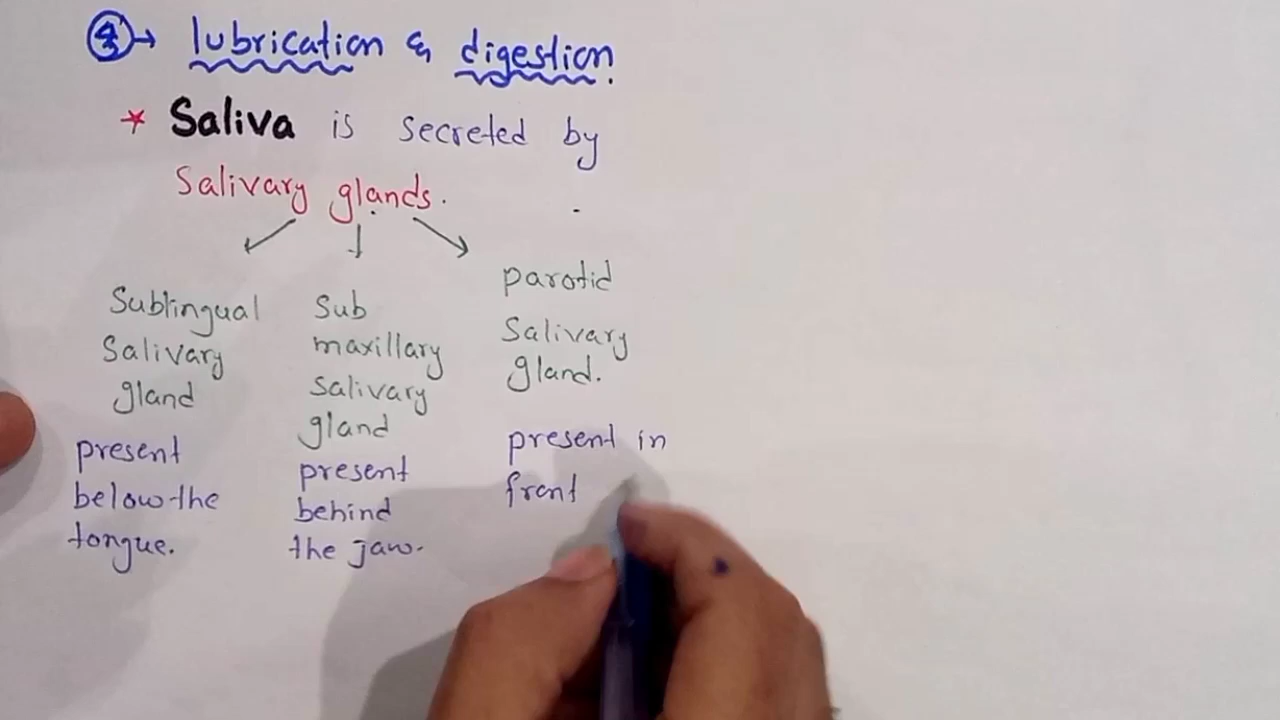 → lubrication & digestion.
* Saliva is secreted by
Salivary glands.
Sublingual
Salivary
gland
present
below the
tongue.
Sub
maxillary
salivary
gland
present
behind
the jaw.
parotid
Salivary
gland.
present in
front